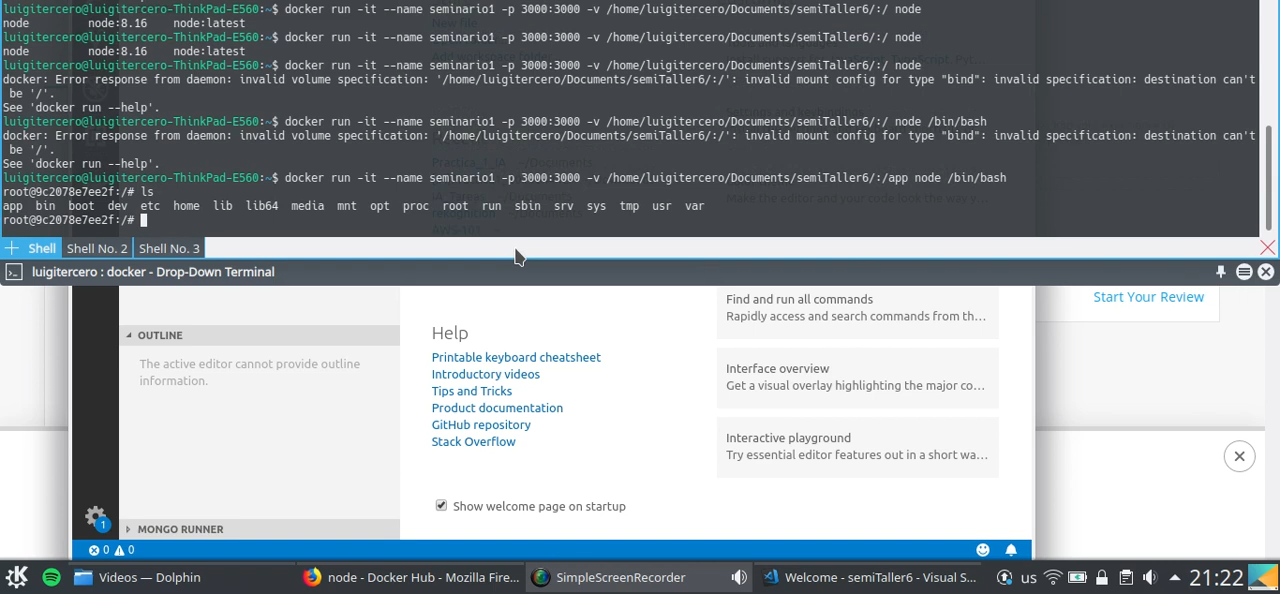 luigitercero@luigitercero-ThinkPad-E560:~$ docker run -it --name seminario1 -p 3000:3000 -v /home/luigitercero/Documents/semiTaller6/:/ node
node node:8.16 node:latest
luigitercero@luigitercero-ThinkPad-E560:~$ docker run -it --name seminario1 -p 3000:3000 -v /home/luigitercero/Documents/semiTaller6/:/ node
node node:8.16 node:latest
luigitercero@luigitercero-ThinkPad-E560:~$ docker run -it --name seminario1 -p 3000:3000 -v /home/luigitercero/Documents/semiTaller6/:/ node
docker: Error response from daemon: invalid volume specification: '/home/luigitercero/Documents/semiTaller6/:/': invalid mount config for type "bind": invalid specification: destination can't
be '/'.
See 'docker run --help'.
luigitercero@luigitercero-ThinkPad-E560:~$ docker run -it --name seminario1 -p 3000:3000 -v /home/luigitercero/Documents/semiTaller6/:/ node /bin/bash
docker: Error response from daemon: invalid volume specification: '/home/luigitercero/Documents/semiTaller6/:/': invalid mount config for type "bind": invalid specification: destination can't
be '/'.
See 'docker run --help'.
luigitercero@luigitercero-ThinkPad-E560:~$ docker run -it --name seminario1 -p 3000:3000 -v /home/luigitercero/Documents/semiTaller6/:/app node /bin/bash
root@9c2078e7ee2f:/# ls
app bin boot dev etc home lib lib64 media mnt opt proc root run sbin srv sys tmp usr var
root@9c2078e7ee2f:/#
Shell Shell No. 2 Shell No. 3
luigitercero : docker - Drop-Down Terminal
Start Your Review
Find and run all commands
Rapidly access and search commands from th...
OUTLINE
The active editor cannot provide outline
information.
Help
Printable keyboard cheatsheet
Introductory videos
Tips and Tricks
Product documentation
GitHub repository
Stack Overflow
Interface overview
Get a visual overlay highlighting the major co...
Interactive playground
Try essential editor features out in a short wa...
Show welcome page on startup
1
MONGO RUNNER
0 0
Videos — Dolphin
node - Docker Hub - Mozilla Fire...
SimpleScreenRecorder
Welcome - semiTaller6 - Visual S...
us
21:22